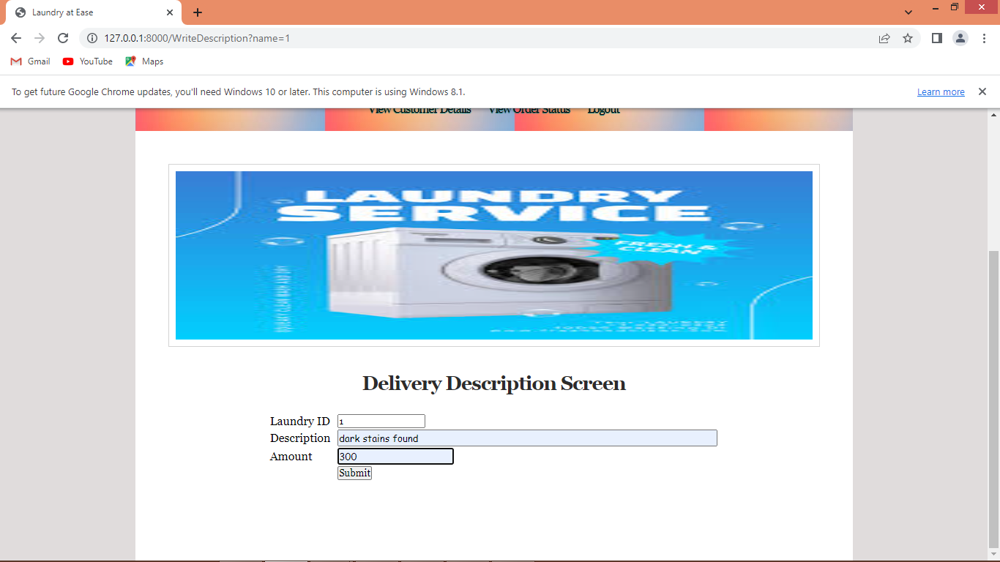 Laundry at Ease
127.0.0.1:8000/WriteDescription?name=1
Gmail YouTube Maps
To get future Google Chrome updates, you'll need Windows 10 or later. This computer is using Windows 8.1. Learn more
View Customer Details View Order Status Logout
LAUNDRY
SERVICE
FRESH &
CLEAN
Delivery Description Screen
Laundry ID 1
Description dark stains found
Amount 300
Submit